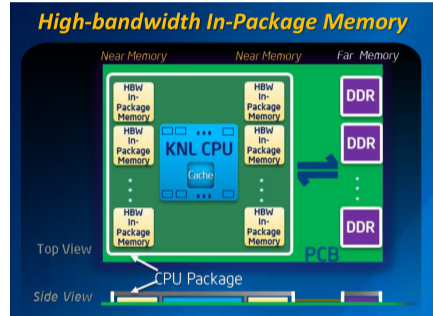 High-bandwidth In-Package Memory
Near Memory
Near Memory
Far Memory
HBW
In-
Package
Memory
HBW
In-
Package
Memory
DDR
HBW
In-
Package
Memory
KNL CPU
Cache
HBW
In-
Package
Memory
DDR
HBW
In-
Package
Memory
HBW
In-
Package
Memory
DDR
Top View
PCB
CPU Package
Side View